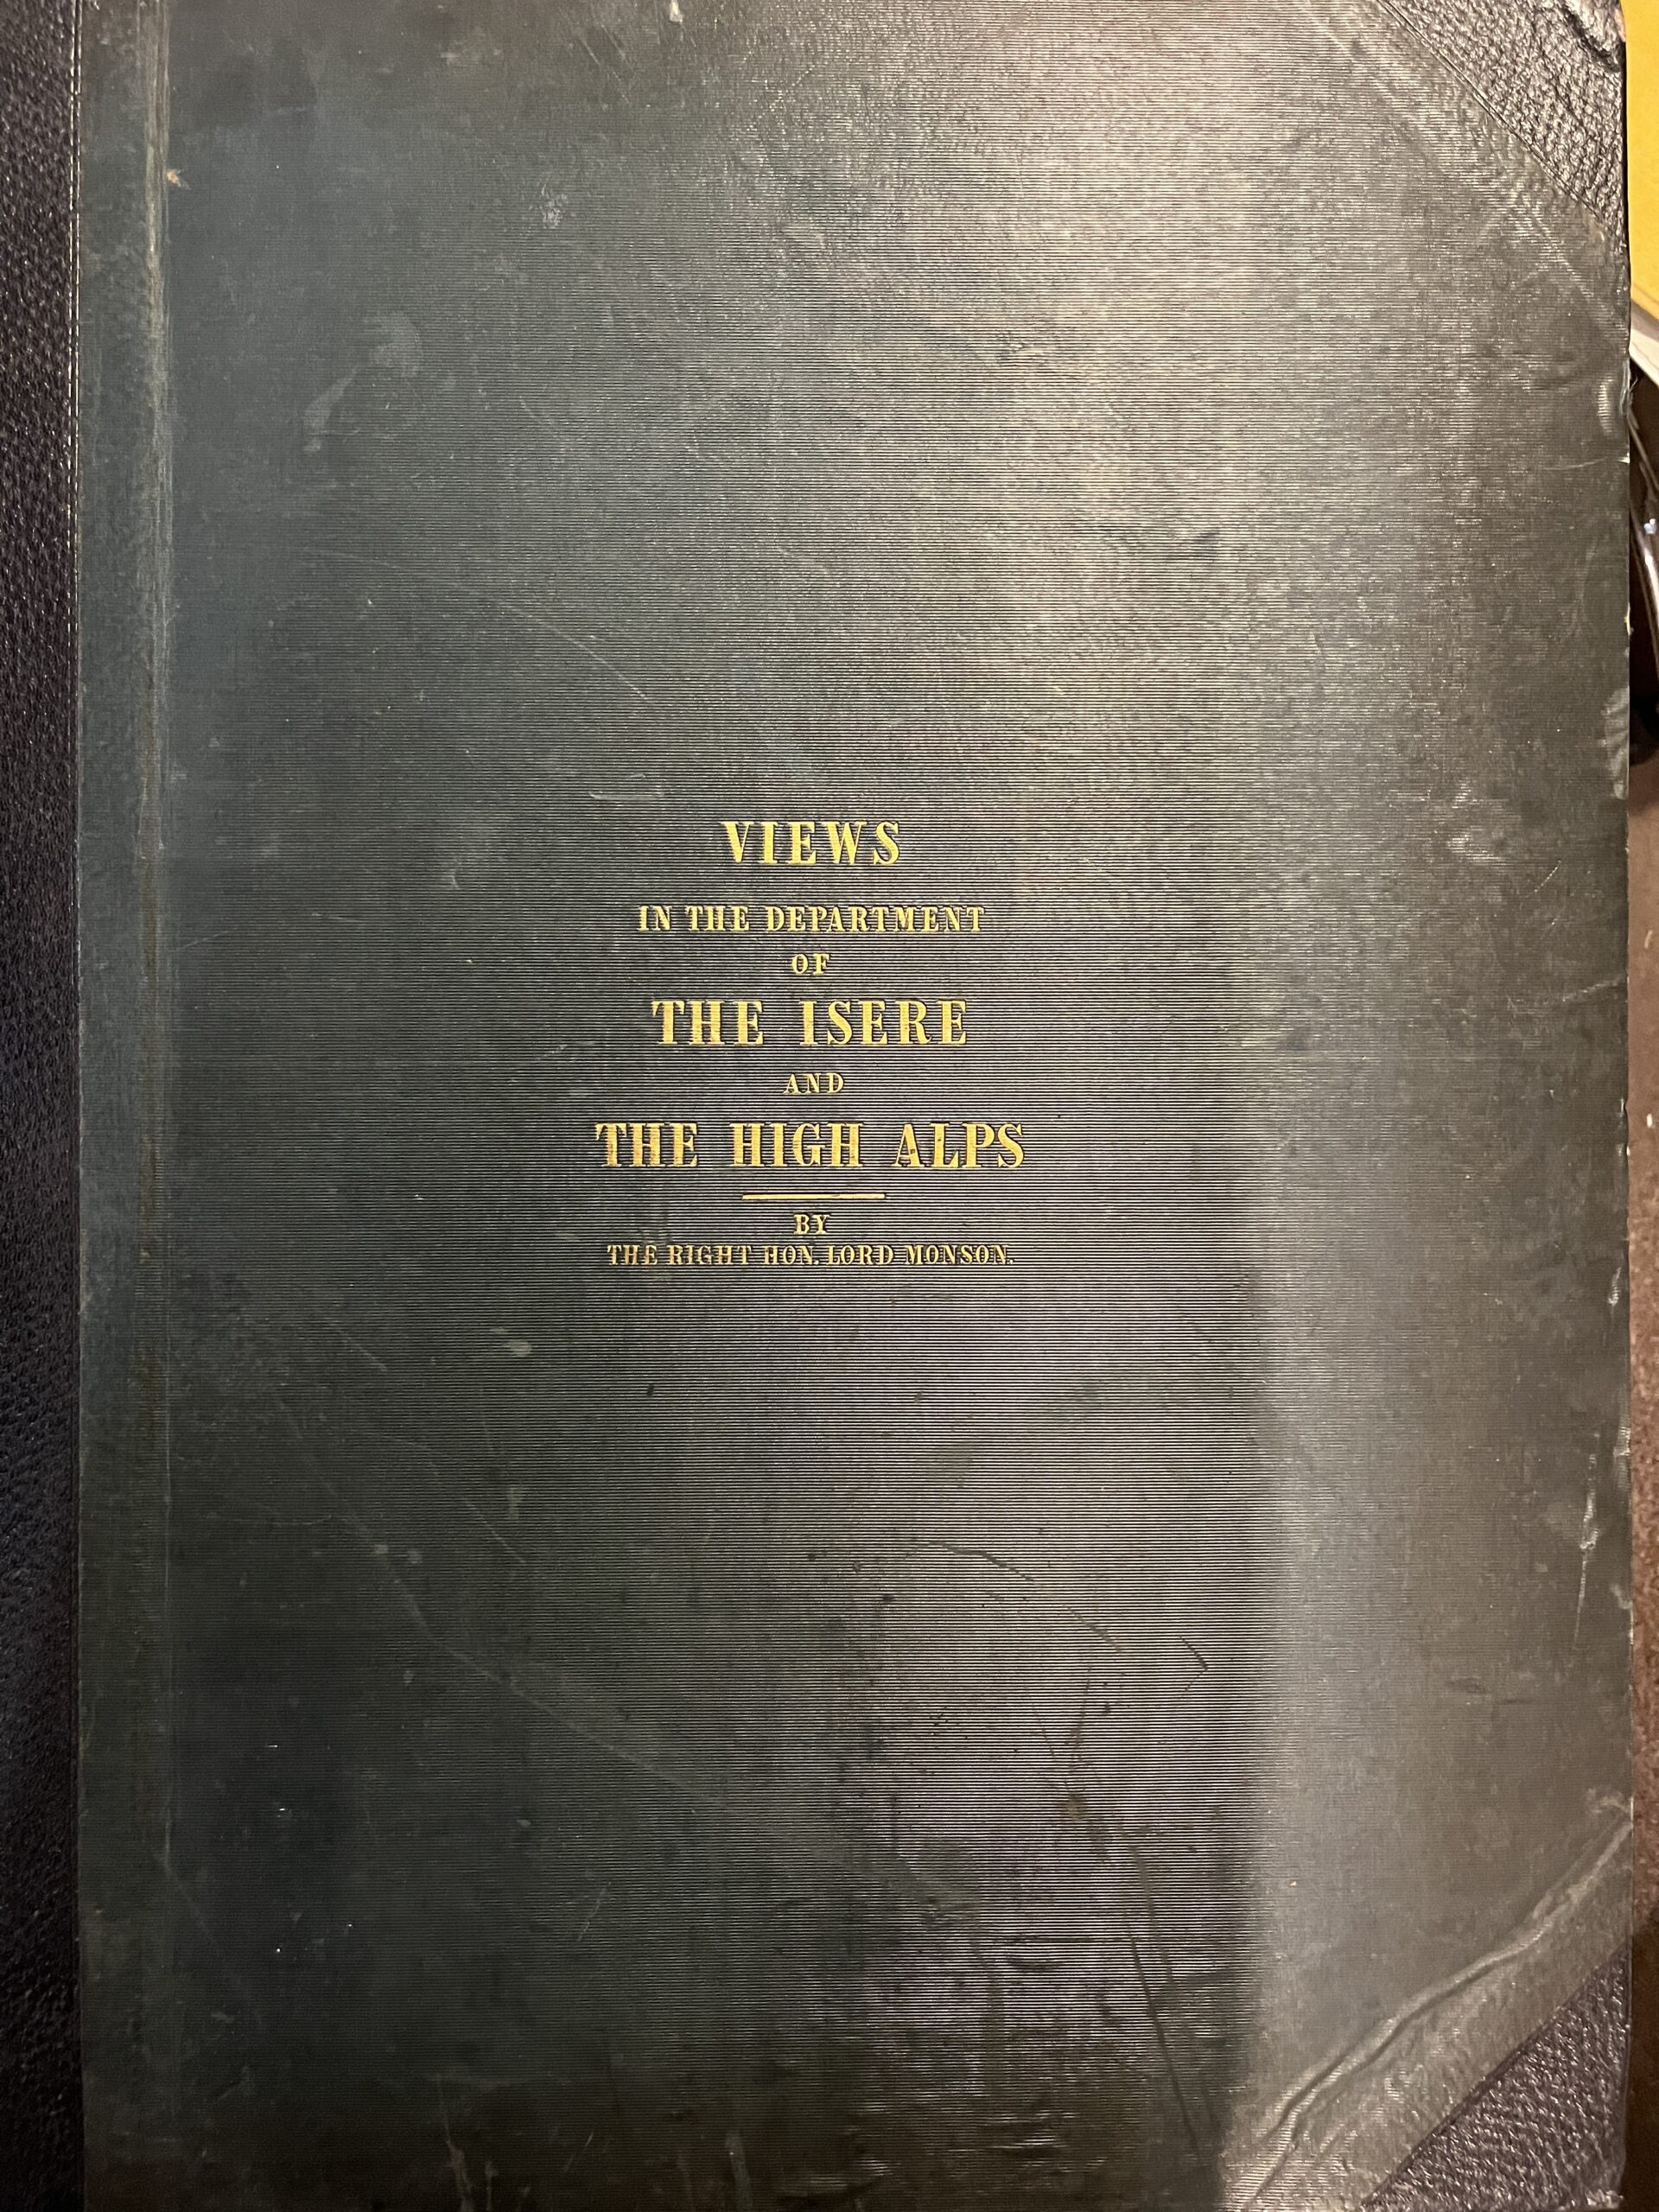 VIEWS
IN THE DEPARTMENT
OF
THE ISERE
AND
THE HIGH ALPS
BY
THE RIGHT HON. LORD MONSON.